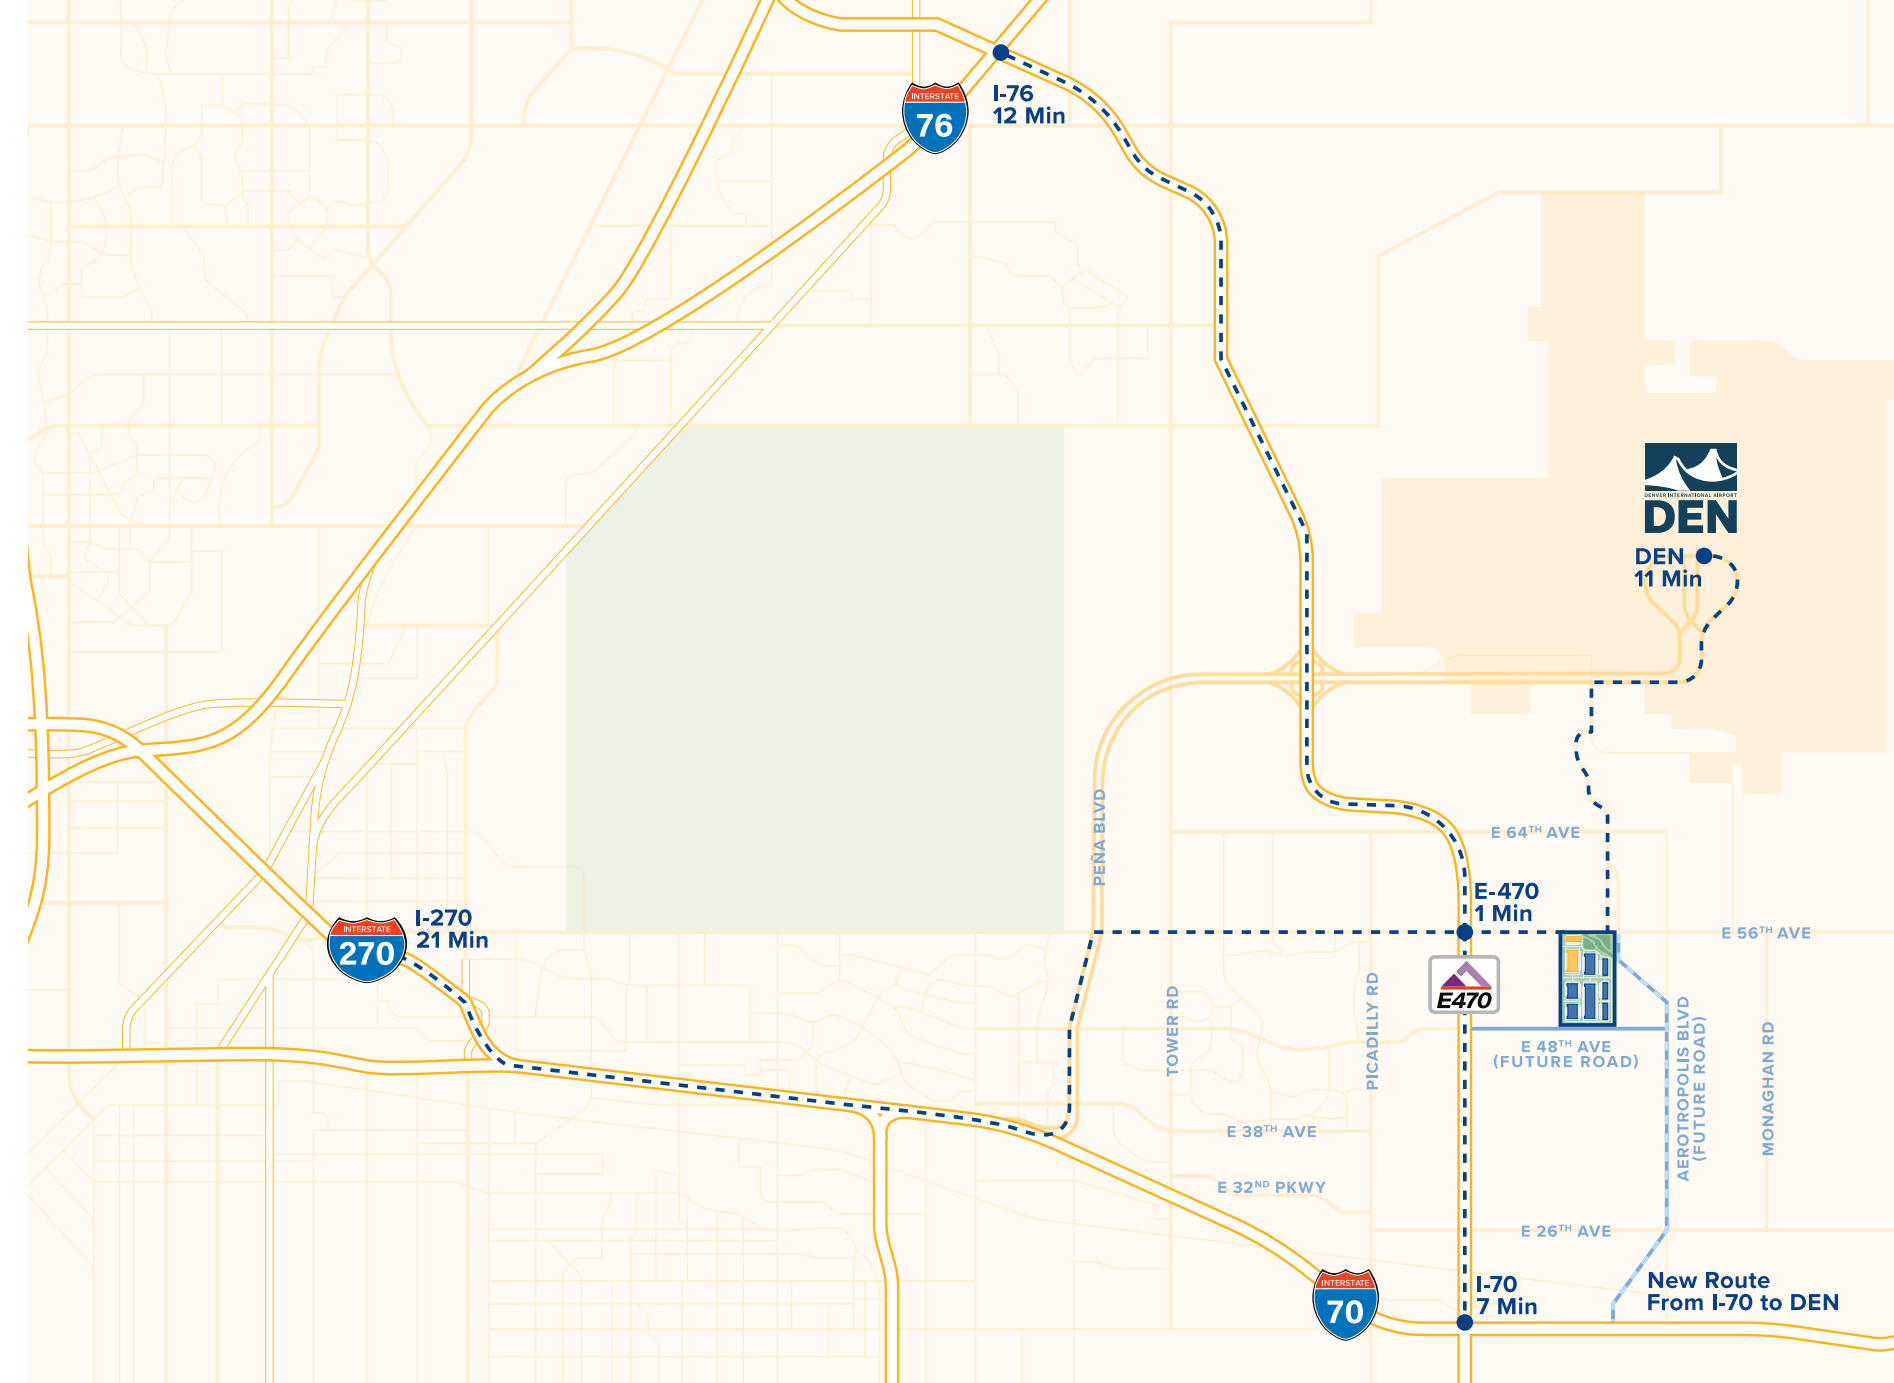 I-76
12 Min
INTERSTATE
76
DENVER INTERNATIONAL AIRPORT
DEN
DEN
11 Min
PEÑA BLVD
E 64TH AVE
E-470
1 Min
I-270
21 Min
INTERSTATE
270
E 56TH AVE
E470
TOWER RD
PICADILLY RD
E 48TH AVE
(FUTURE ROAD)
AEROTROPOLIS BLVD
(FUTURE ROAD)
MONAGHAN RD
E 38TH AVE
E 32ND PKWY
E 26TH AVE
INTERSTATE
70
I-70
7 Min
New Route
From I-70 to DEN